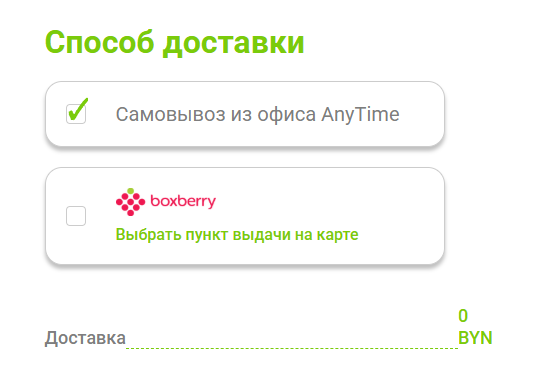 Способ доставки
Самовывоз из офиса AnyTime
boxberry
Выбрать пункт выдачи на карте
0
Доставка BYN